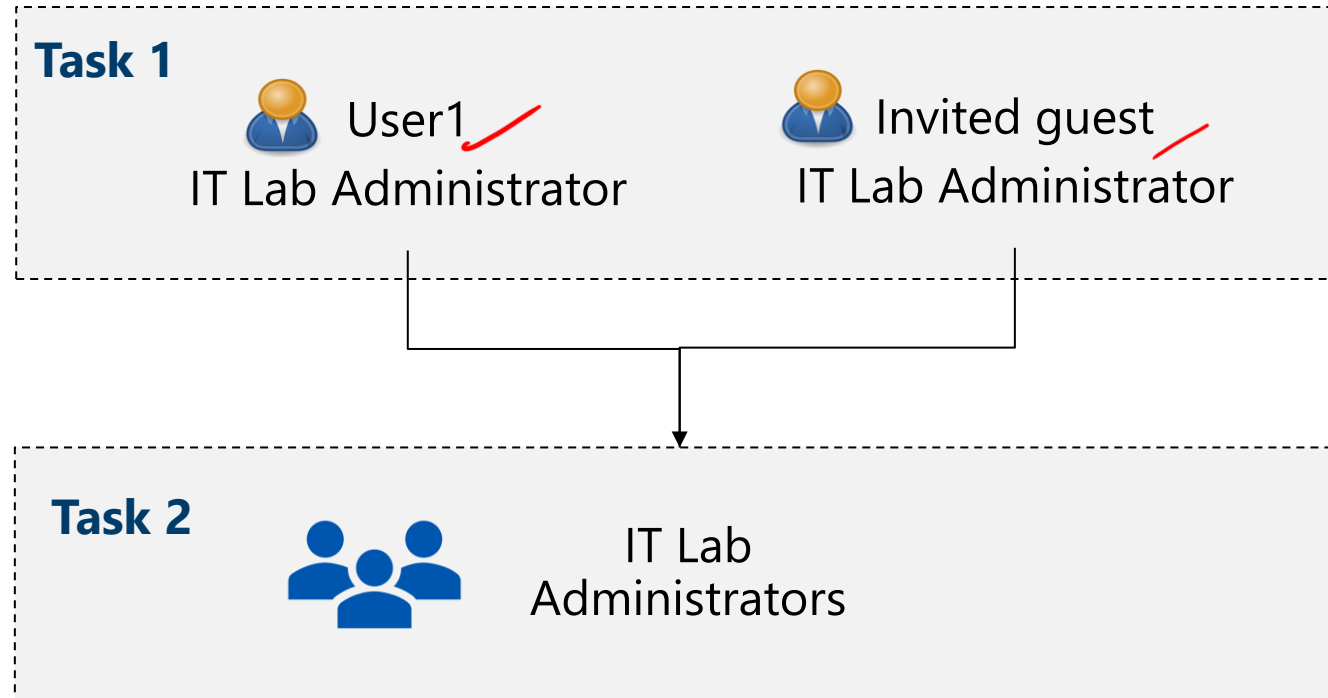 Task 1
User1
IT Lab Administrator
Invited guest
IT Lab Administrator
Task 2
IT Lab
Administrators